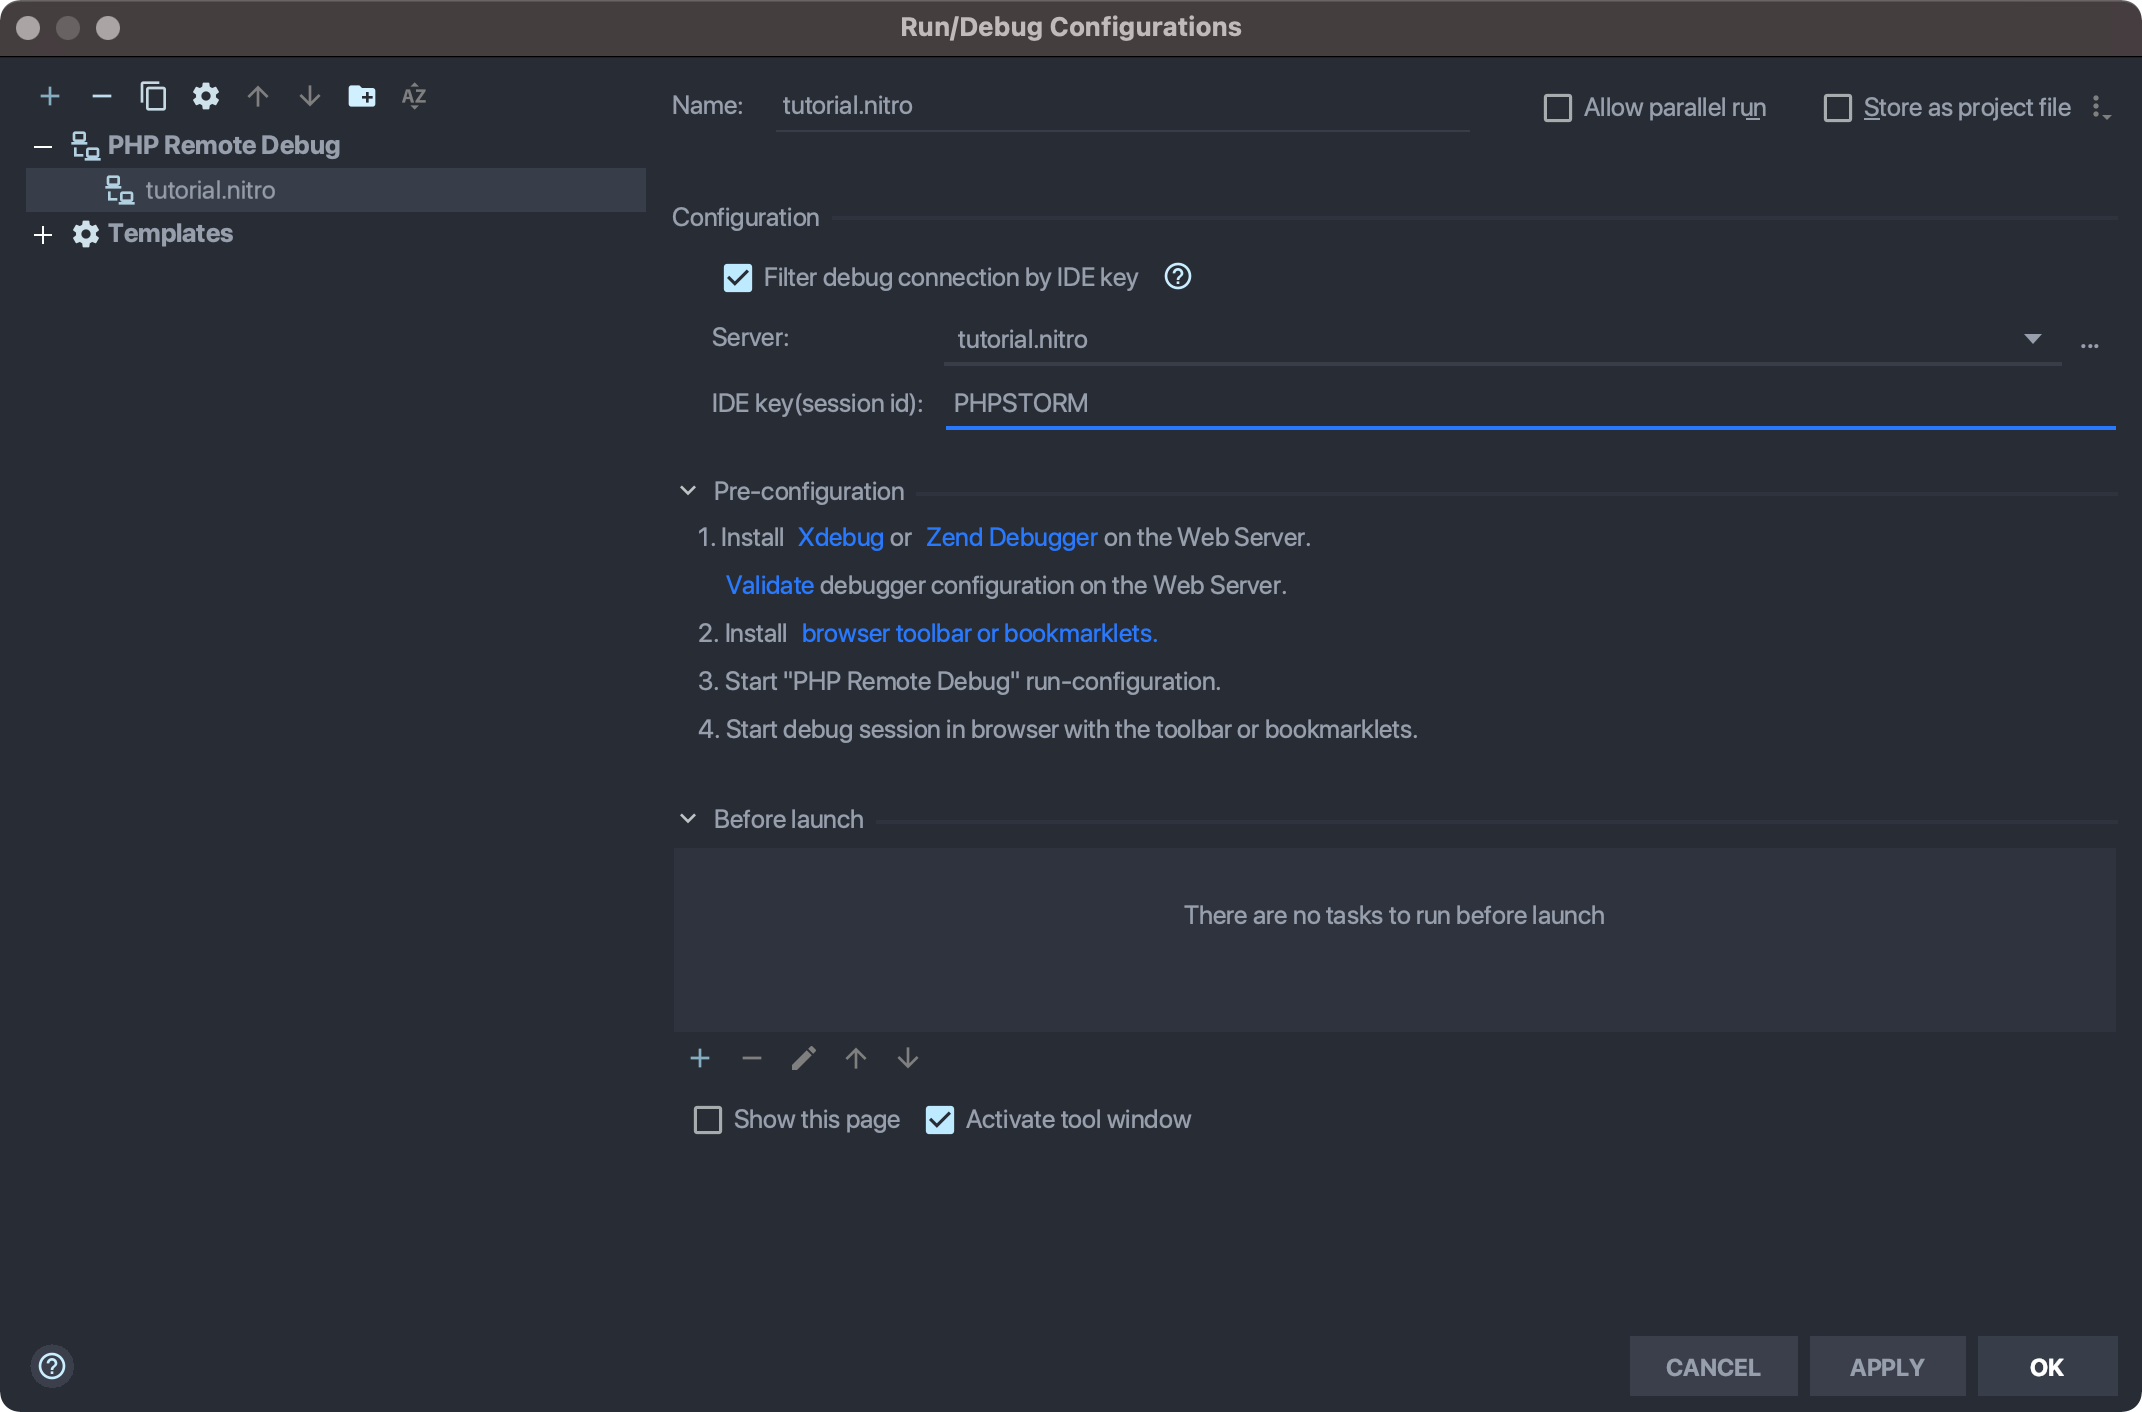 Run/Debug Configurations
PHP Remote Debug
tutorial.nitro
Templates
Name: tutorial.nitro
Allow parallel run
Store as project file
Configuration
Filter debug connection by IDE key
Server: tutorial.nitro
IDE key(session id): PHPSTORM
Pre-configuration
1. Install Xdebug or Zend Debugger on the Web Server.
Validate debugger configuration on the Web Server.
2. Install browser toolbar or bookmarklets.
3. Start "PHP Remote Debug" run-configuration.
4. Start debug session in browser with the toolbar or bookmarklets.
Before launch
There are no tasks to run before launch
Show this page
Activate tool window
CANCEL
APPLY
OK